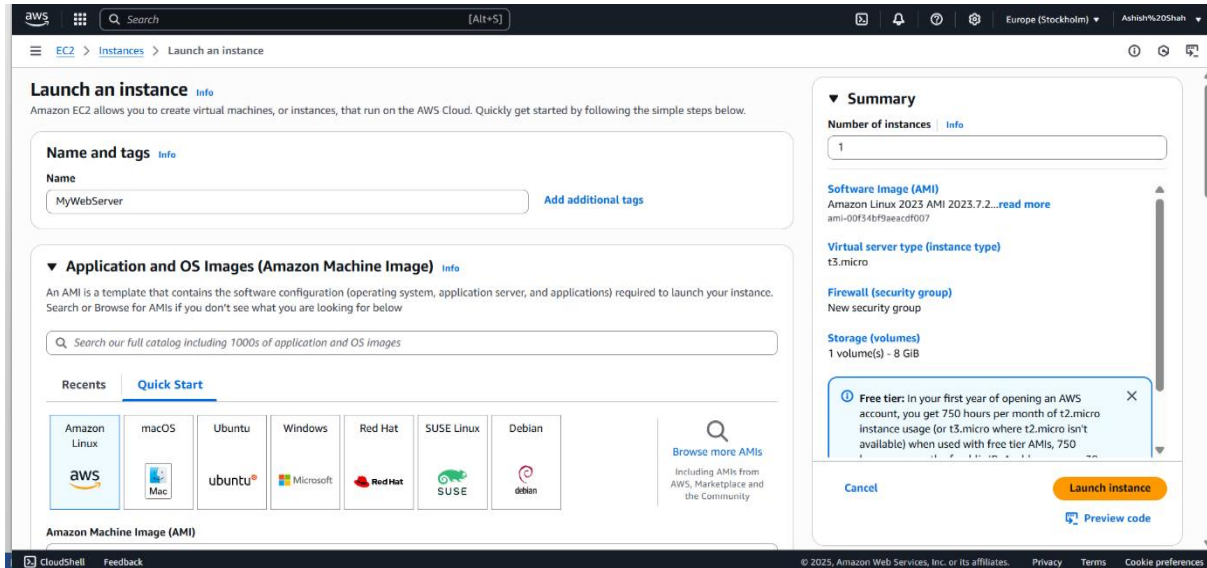 aws
Search [Alt+S]
Europe (Stockholm)
Ashish%20Shah
EC2 > Instances > Launch an instance
Launch an instance Info
Amazon EC2 allows you to create virtual machines, or instances, that run on the AWS Cloud. Quickly get started by following the simple steps below.
Name and tags Info
Name
MyWebServer
Add additional tags
Application and OS Images (Amazon Machine Image) Info
An AMI is a template that contains the software configuration (operating system, application server, and applications) required to launch your instance.
Search or Browse for AMIs if you don't see what you are looking for below
Search our full catalog including 1000s of application and OS images
Recents
Quick Start
Amazon
Linux
aws
macOS
Mac
Ubuntu
ubuntu®
Windows
Microsoft
Red Hat
Red Hat
SUSE Linux
SUSE
Debian
debian
Browse more AMIs
Including AMIs from
AWS, Marketplace and
the Community
Amazon Machine Image (AMI)
Summary
Number of instances Info
1
Software Image (AMI)
Amazon Linux 2023 AMI 2023.7.2...read more
ami-00f34bf9aeacdf007
Virtual server type (instance type)
t3.micro
Firewall (security group)
New security group
Storage (volumes)
1 volume(s) - 8 GiB
Free tier: In your first year of opening an AWS
account, you get 750 hours per month of t2.micro
instance usage (or t3.micro where t2.micro isn't
available) when used with free tier AMIs, 750
Cancel
Launch instance
Preview code
CloudShell Feedback
© 2025, Amazon Web Services, Inc. or its affiliates. Privacy Terms Cookie preferences